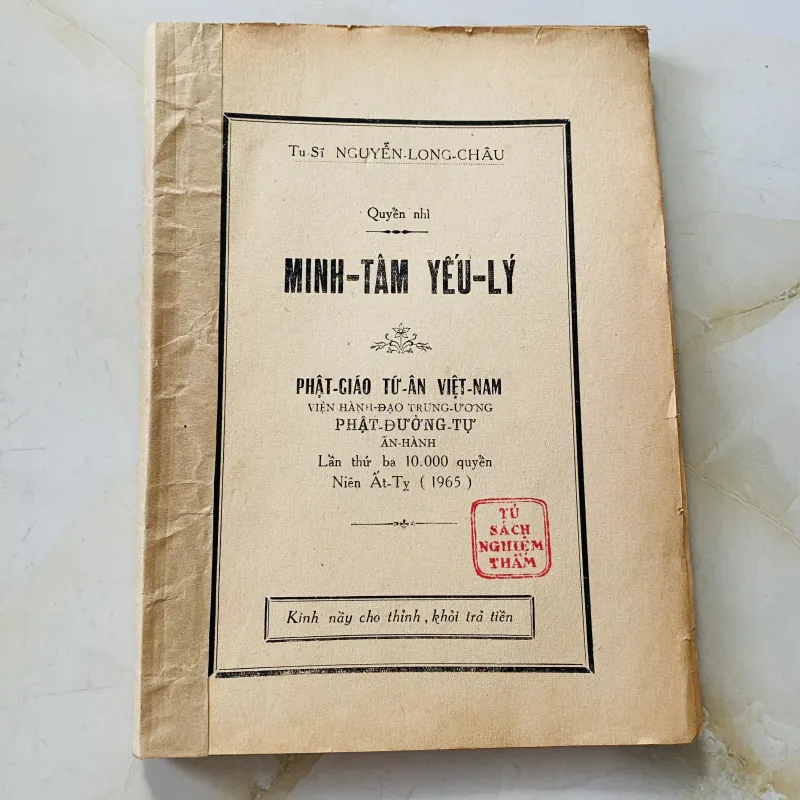 Tu-Sĩ NGUYỄN-LONG-CHÂU
Quyển nhì
MINH-TÂM YẾU-LÝ
PHẬT-GIÁO TỨ-ÂN VIỆT-NAM
VIỆN HÀNH-ĐẠO TRUNG-ƯƠNG
PHẬT-ĐƯỜNG-TỰ
ẤN-HÀNH
Lần thứ ba 10.000 quyển
Niên Ất-Tỵ ( 1965 )
TỦ
SÁCH
NGHIỆM
THẦM
Kinh nầy cho thỉnh, khỏi trả tiền